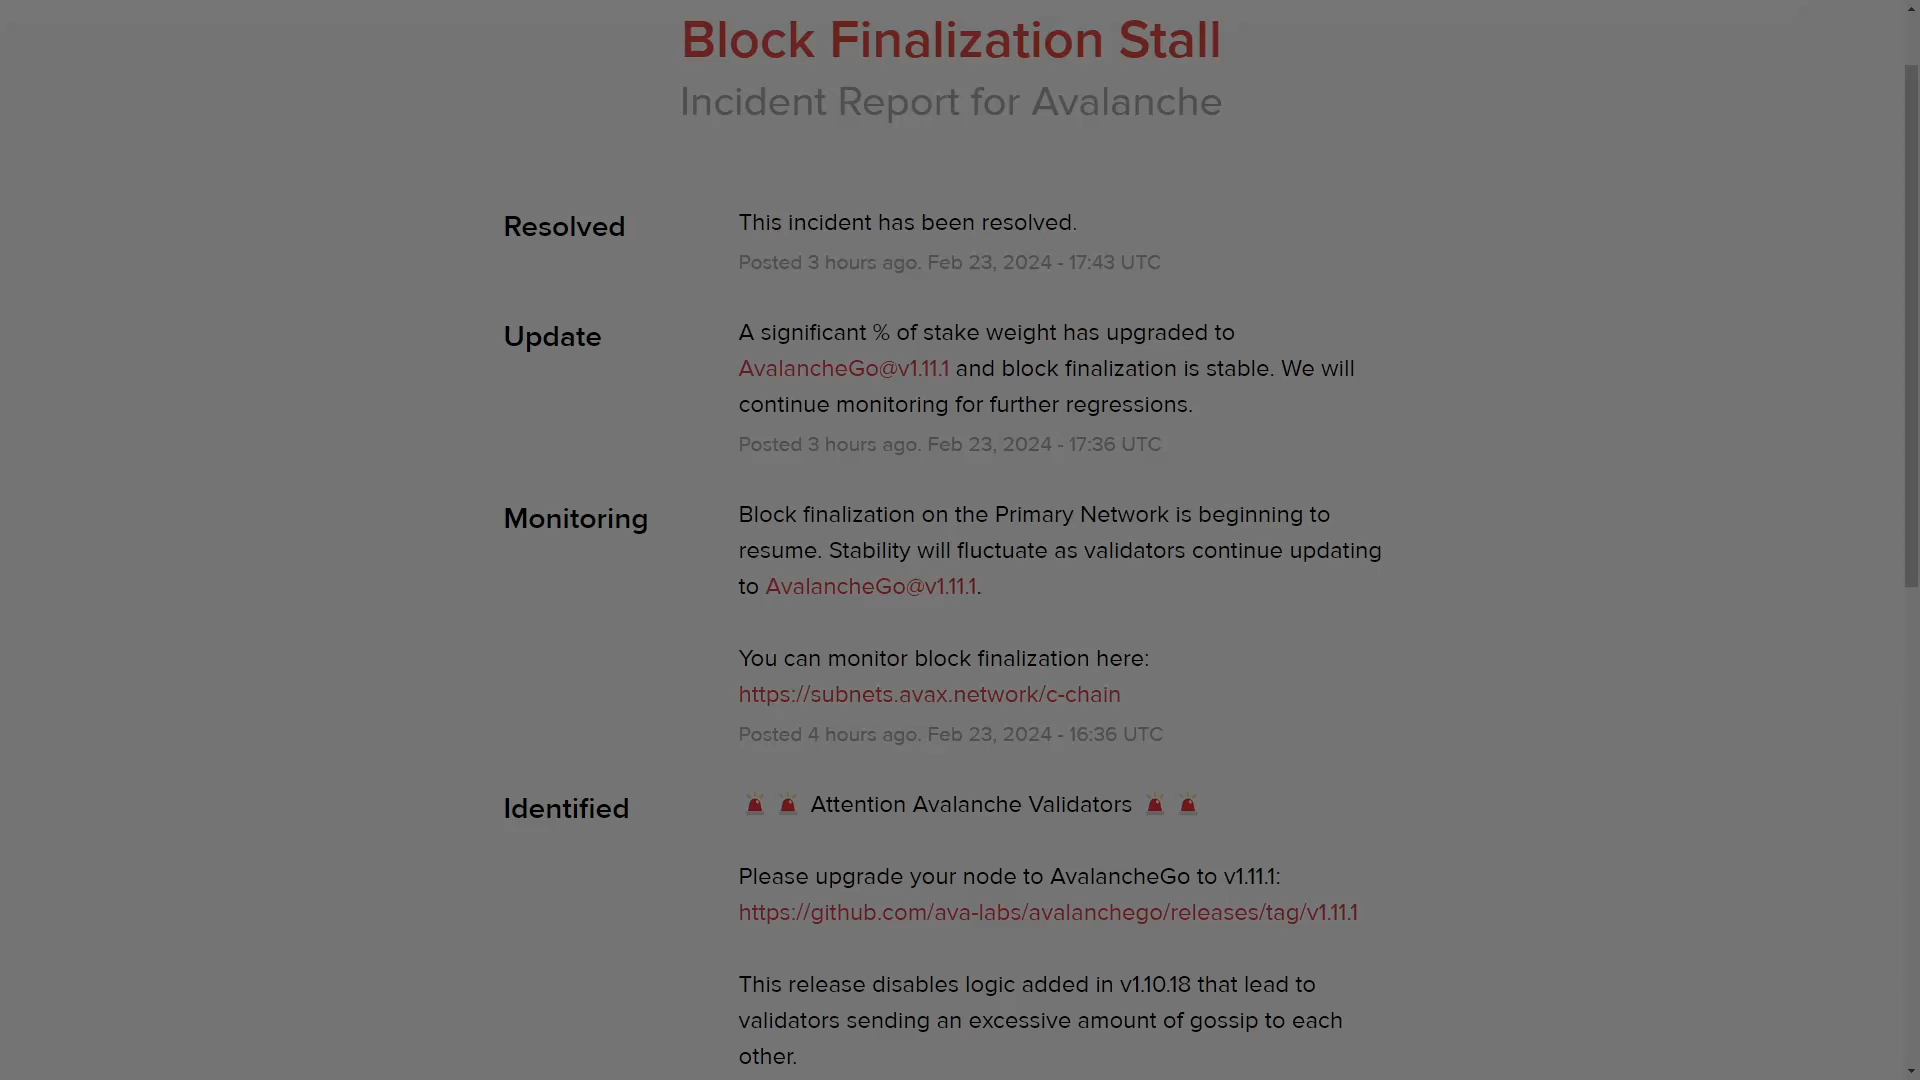 Block Finalization Stall
Incident Report for Avalanche
Resolved
This incident has been resolved.
Posted 3 hours ago. Feb 23, 2024 - 17:43 UTC
Update
A significant % of stake weight has upgraded to
AvalancheGo@v1.11.1 and block finalization is stable. We will
continue monitoring for further regressions.
Posted 3 hours ago. Feb 23, 2024 - 17:36 UTC
Monitoring
Block finalization on the Primary Network is beginning to
resume. Stability will fluctuate as validators continue updating
to AvalancheGo@v1.11.1.
You can monitor block finalization here:
https://subnets.avax.network/c-chain
Posted 4 hours ago. Feb 23, 2024 - 16:36 UTC
Identified
🚨 🚨 Attention Avalanche Validators 🚨 🚨
Please upgrade your node to AvalancheGo to v1.11.1:
https://github.com/ava-labs/avalanchego/releases/tag/v1.11.1
This release disables logic added in v1.10.18 that lead to
validators sending an excessive amount of gossip to each
other.